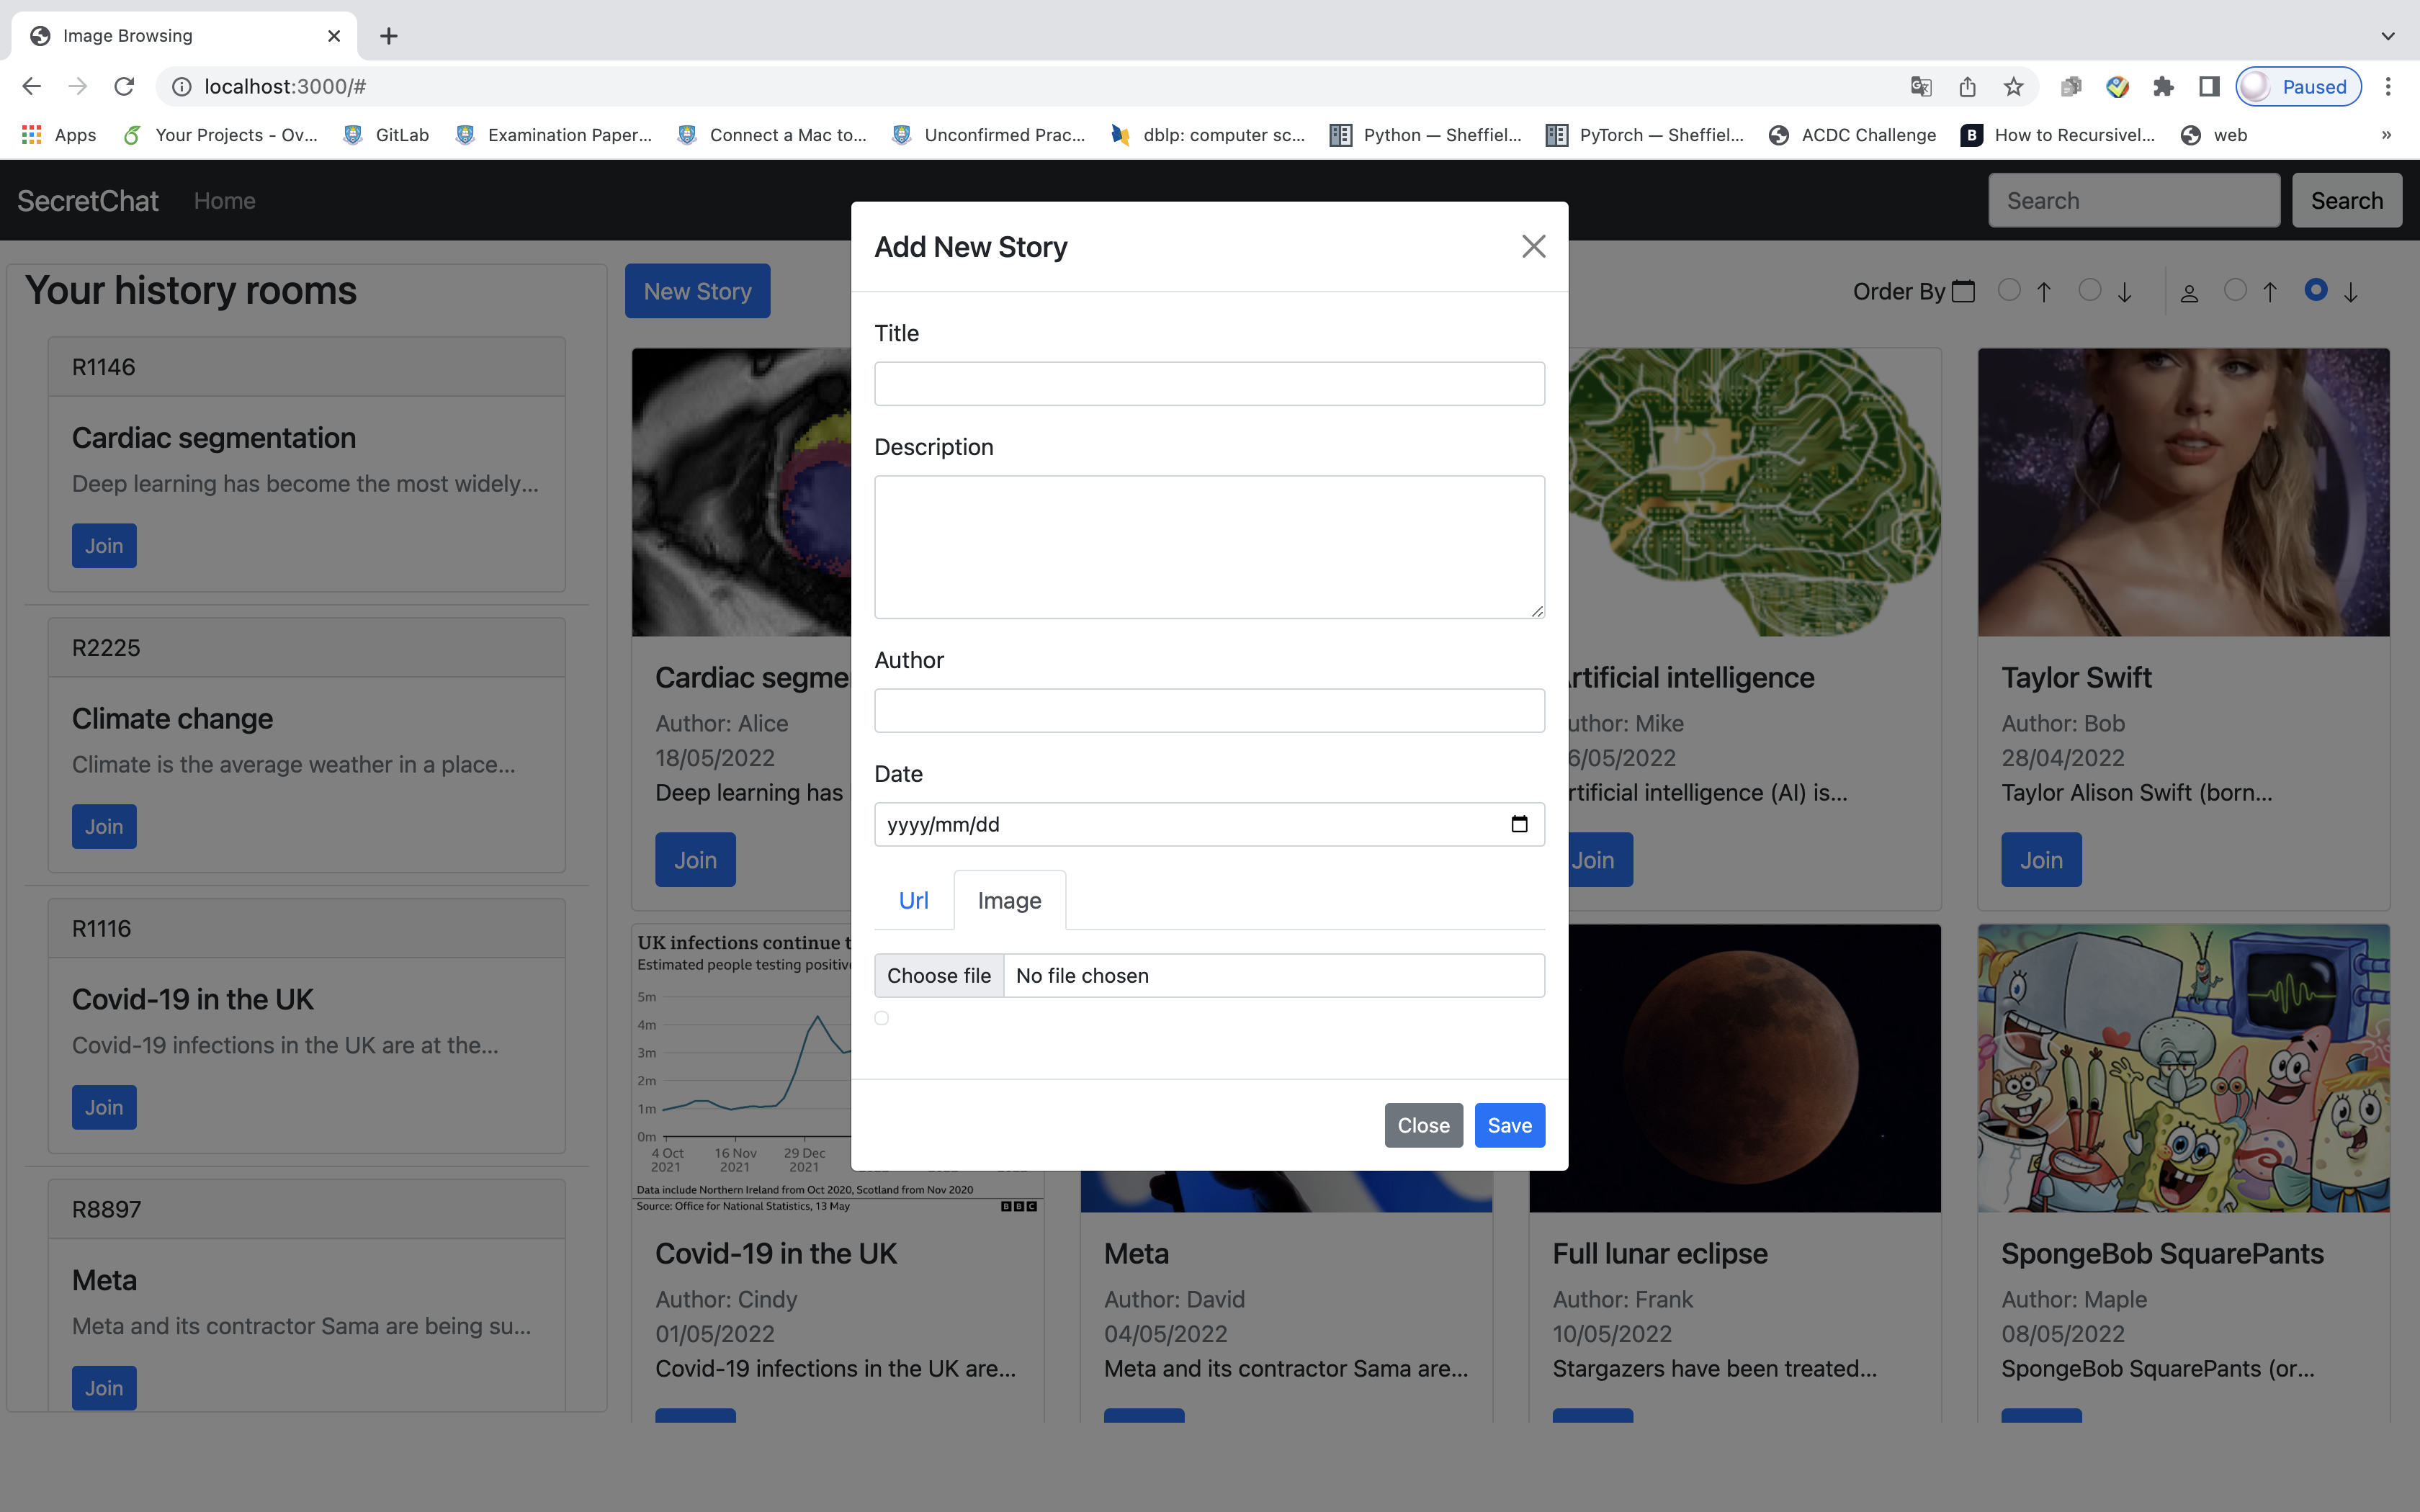 Image Browsing
localhost:3000/#
Paused
Apps
Your Projects - Ov...
GitLab
Examination Paper...
Connect a Mac to...
Unconfirmed Prac...
dblp: computer sc...
Python — Sheffiel...
PyTorch — Sheffiel...
ACDC Challenge
B
How to Recursivel...
web
»
SecretChat
Home
Search
Search
Your history rooms
R1146
Cardiac segmentation
Deep learning has become the most widely...
Join
R2225
Climate change
Climate is the average weather in a place...
Join
R1116
Covid-19 in the UK
Covid-19 infections in the UK are at the...
Join
R8897
Meta
Meta and its contractor Sama are being su...
Join
New Story
Order By
Add New Story
Title
Description
Author
Date
yyyy/mm/dd
Url
Image
Choose file
No file chosen
Close
Save
Cardiac segme
Author: Alice
18/05/2022
Deep learning has
Join
rtificial intelligence
uthor: Mike
6/05/2022
rtificial intelligence (AI) is...
Join
Taylor Swift
Author: Bob
28/04/2022
Taylor Alison Swift (born...
Join
UK infections continue t
Estimated people testing positive
5m
4m
3m
2m
1m
0m
4 Oct 2021
16 Nov 2021
29 Dec 2021
Data include Northern Ireland from Oct 2020, Scotland from Nov 2020
Source: Office for National Statistics, 13 May
BBC
Covid-19 in the UK
Author: Cindy
01/05/2022
Covid-19 infections in the UK are...
Meta
Author: David
04/05/2022
Meta and its contractor Sama are...
Full lunar eclipse
Author: Frank
10/05/2022
Stargazers have been treated...
SpongeBob SquarePants
Author: Maple
08/05/2022
SpongeBob SquarePants (or...